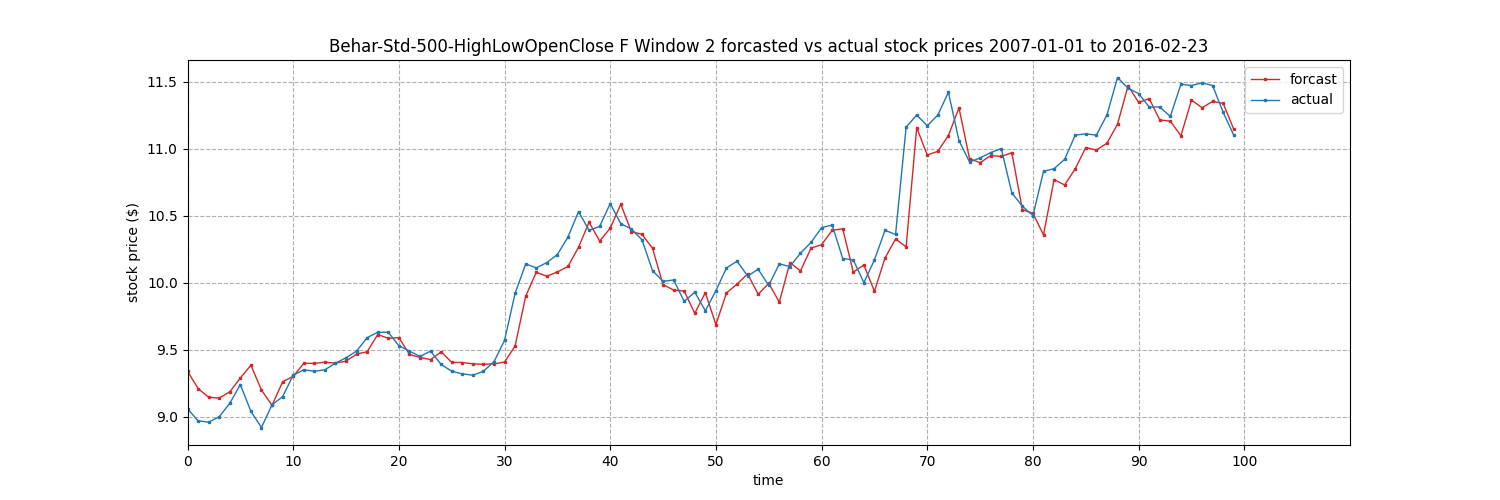 Behar-Std-500-HighLowOpenClose F Window 2 forcasted vs actual stock prices 2007-01-01 to 2016-02-23
forcast
actual
stock price ($)
11.5
11.0
10.5
10.0
9.5
9.0
0 10 20 30 40 50 60 70 80 90 100
time